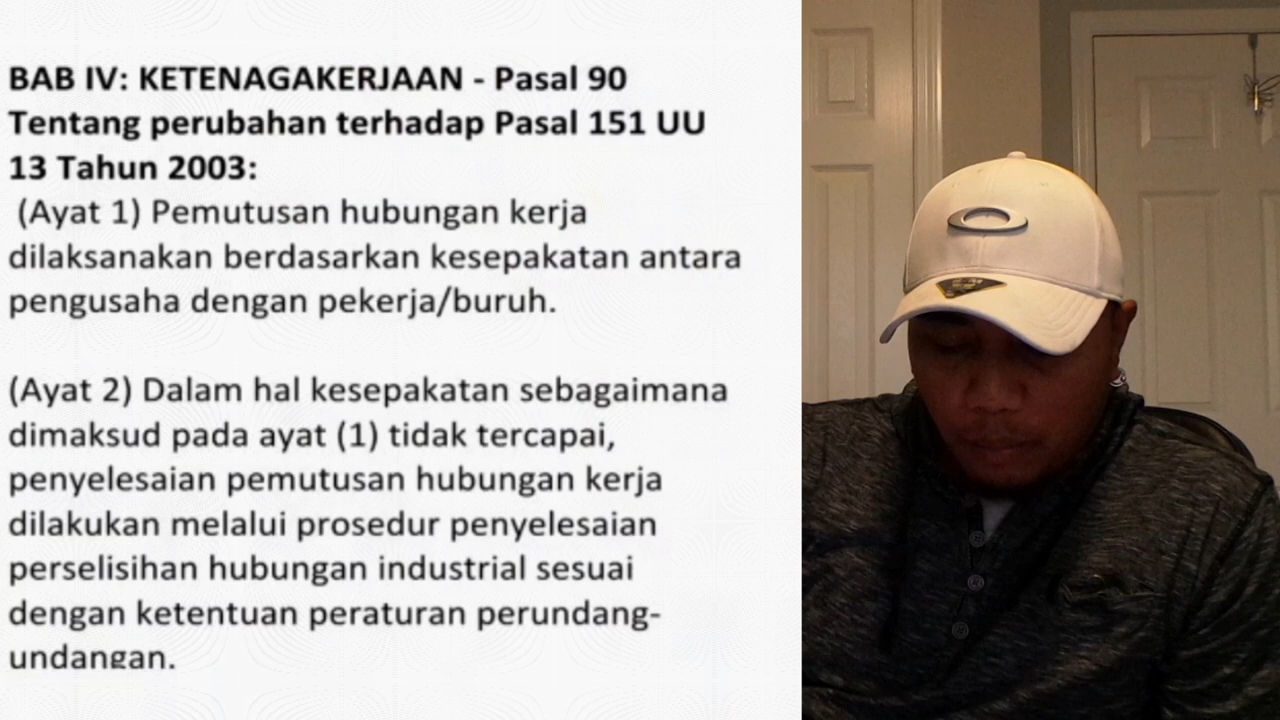 BAB IV: KETENAGAKERJAAN - Pasal 90
Tentang perubahan terhadap Pasal 151 UU
13 Tahun 2003:
(Ayat 1) Pemutusan hubungan kerja
dilaksanakan berdasarkan kesepakatan antara
pengusaha dengan pekerja/buruh.
(Ayat 2) Dalam hal kesepakatan sebagaimana
dimaksud pada ayat (1) tidak tercapai,
penyelesaian pemutusan hubungan kerja
dilakukan melalui prosedur penyelesaian
perselisihan hubungan industrial sesuai
dengan ketentuan peraturan perundang-
undangan.